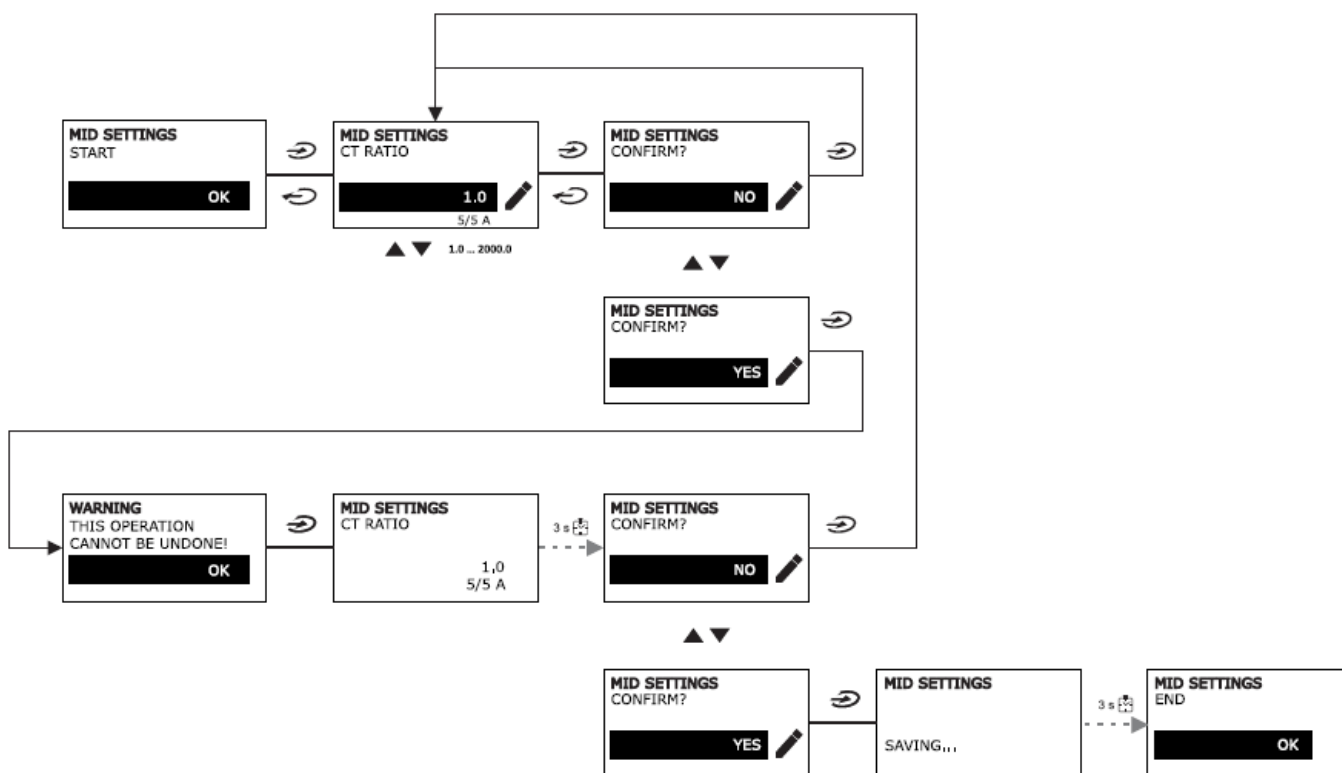 MID SETTINGS
START
OK
MID SETTINGS
CT RATIO
1.0
5/5 A
1.0 ... 2000.0
MID SETTINGS
CONFIRM?
NO
MID SETTINGS
CONFIRM?
YES
WARNING
THIS OPERATION
CANNOT BE UNDONE!
OK
MID SETTINGS
CT RATIO
1,0
5/5 A
3 s
MID SETTINGS
CONFIRM?
NO
MID SETTINGS
CONFIRM?
YES
MID SETTINGS
SAVING,,,
3 s
MID SETTINGS
END
OK